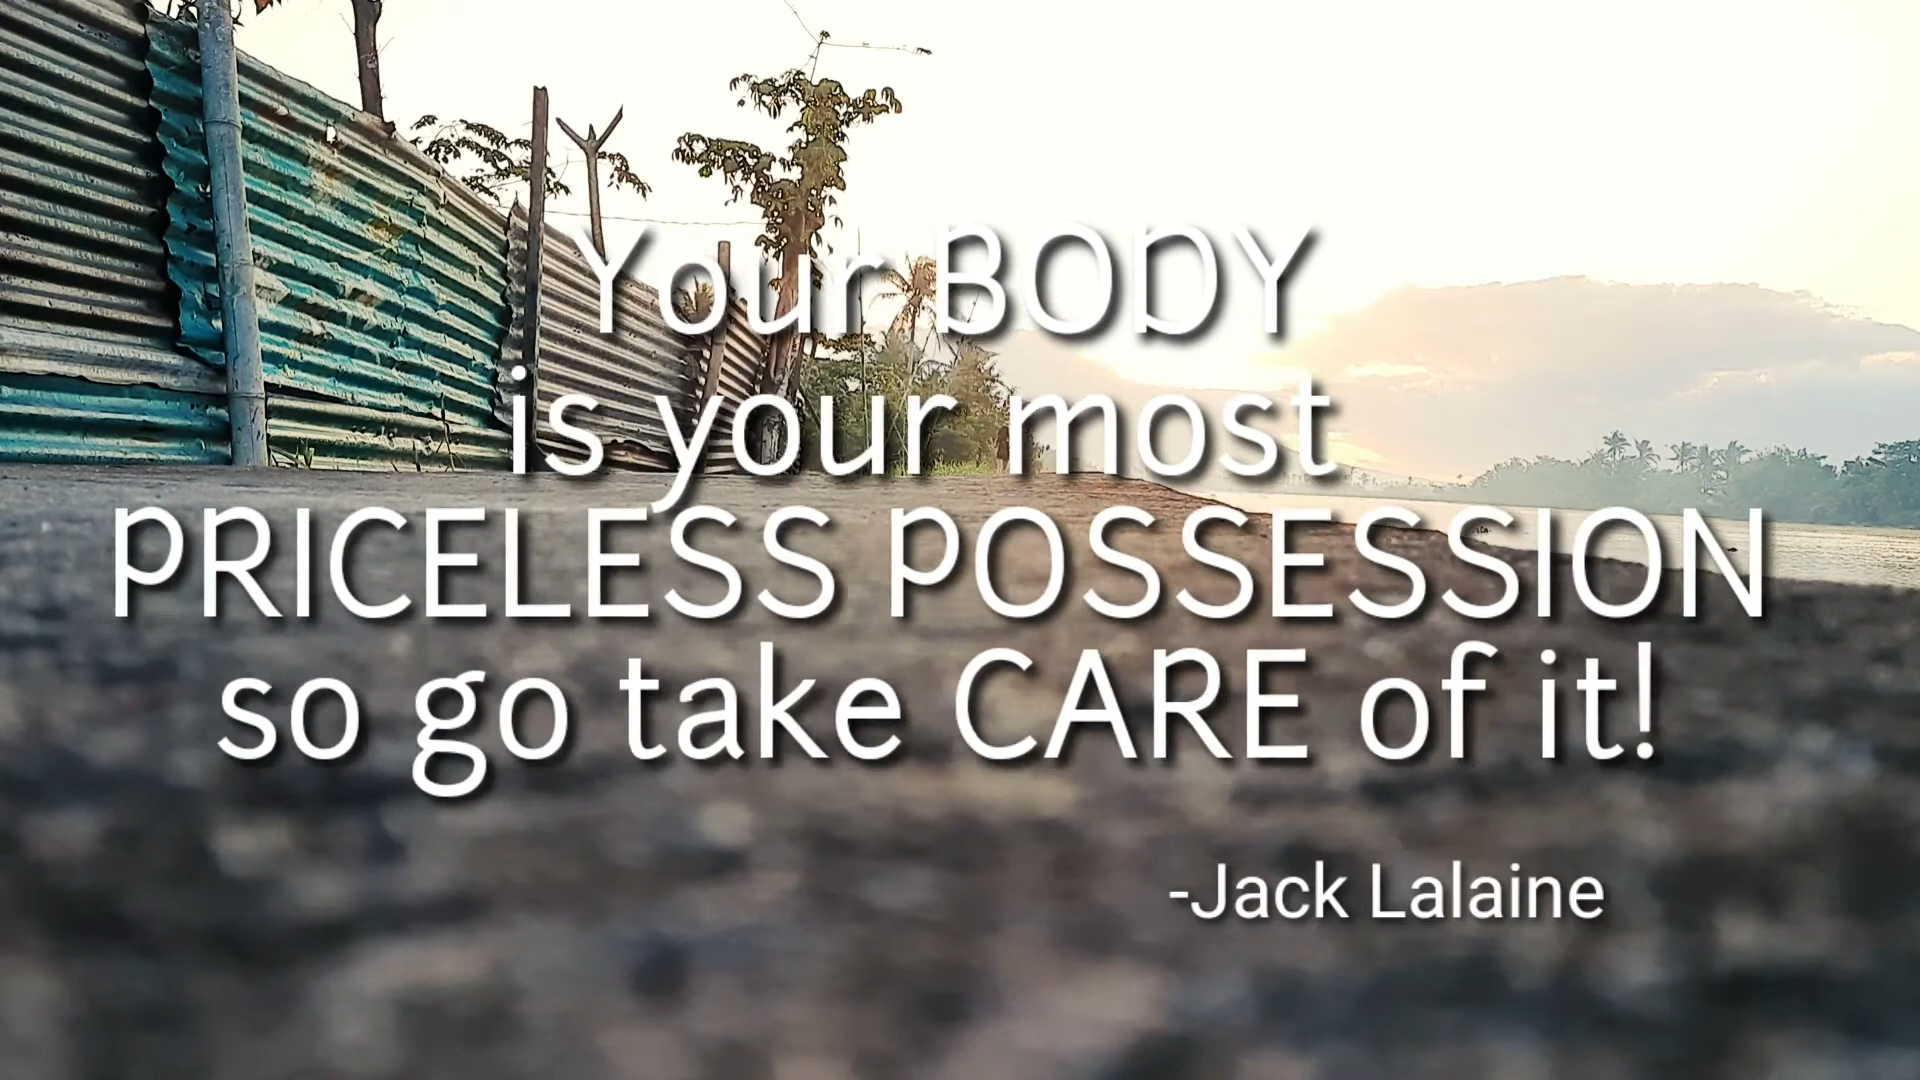 Your BODY
is your most
PRICELESS POSSESSION
so go take CARE of it!
-Jack Lalaine